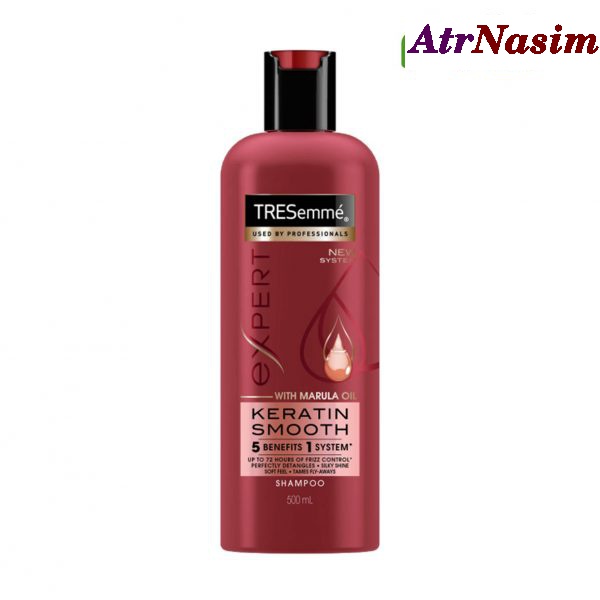 AtrNasim
TRESemmé®
USED BY PROFESSIONALS
NEW
SYSTEM
EXPERT
WITH MARULA OIL
KERATIN
SMOOTH
5 BENEFITS 1 SYSTEM*
UP TO 72 HOURS OF FRIZZ CONTROL*
PERFECTLY DETANGLES • SILKY SHINE
SOFT FEEL • TAMES FLY-AWAYS
SHAMPOO
500 mL